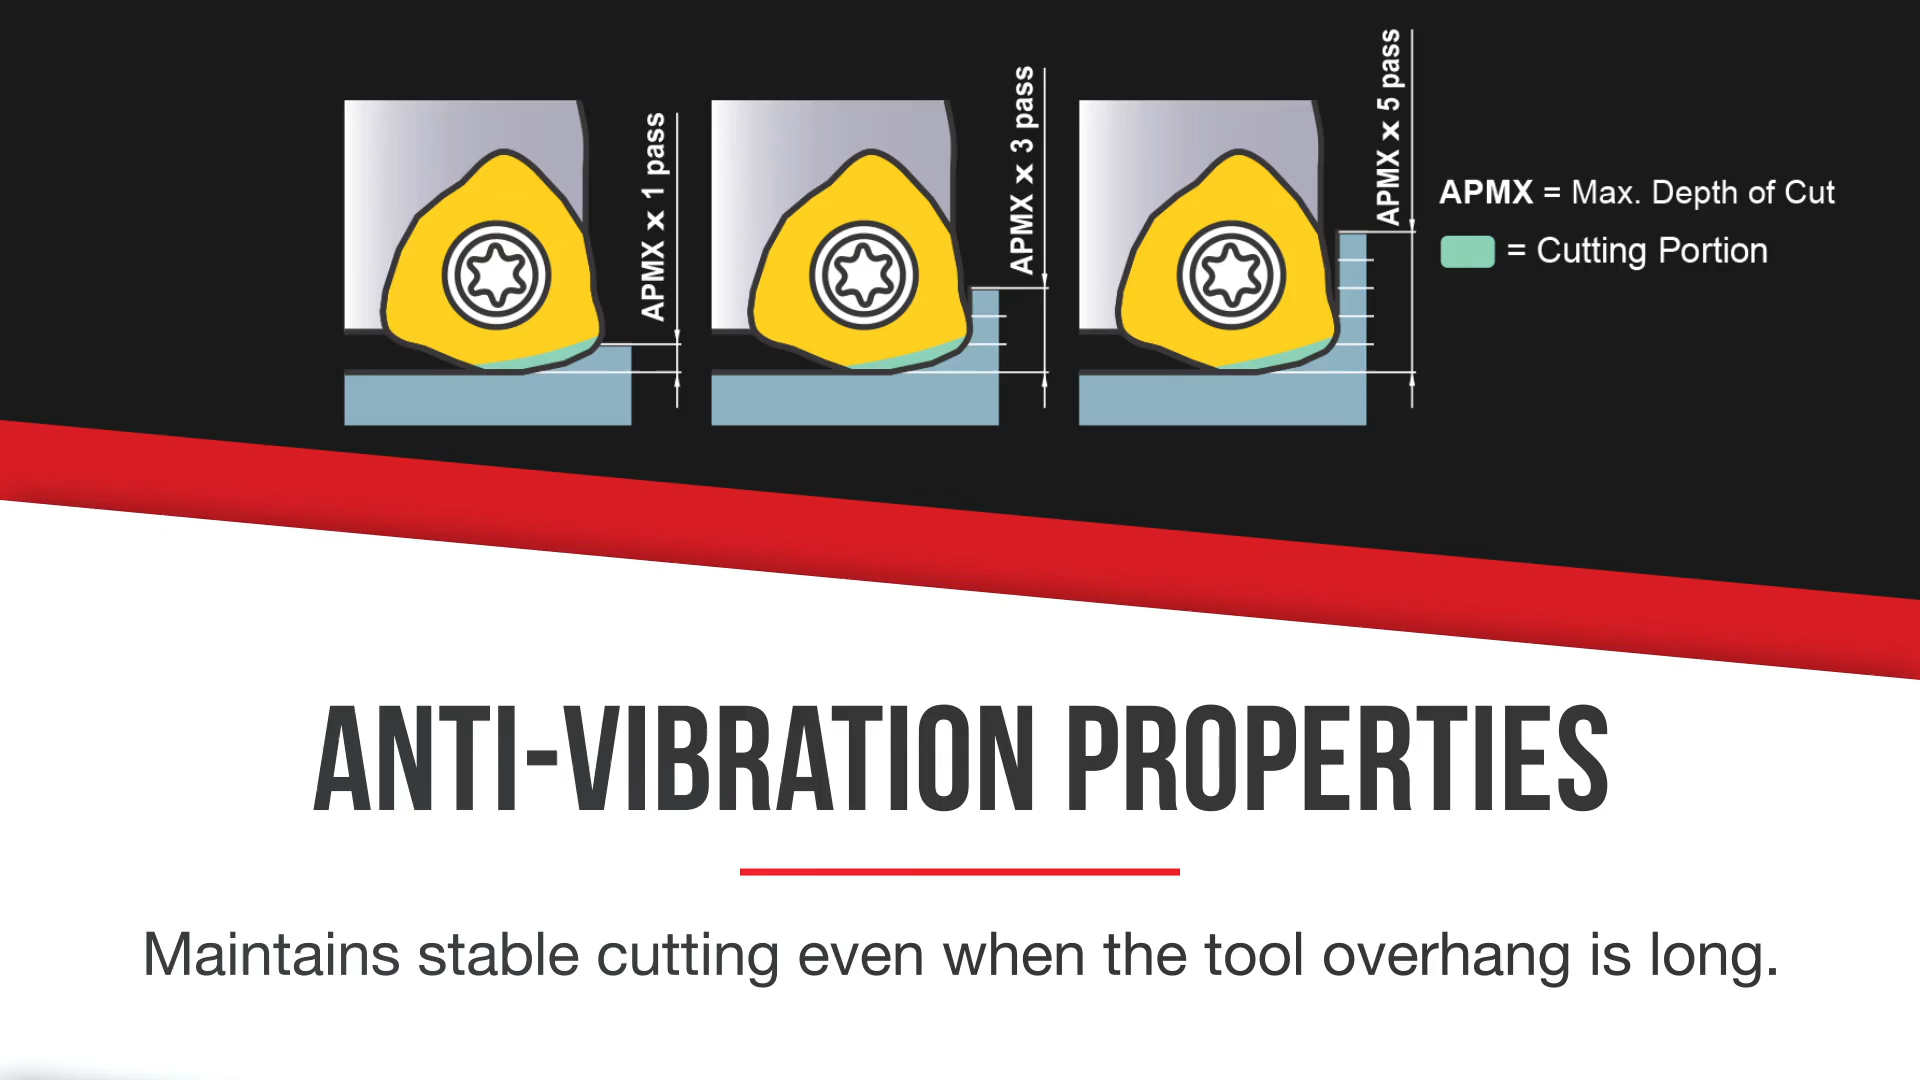 APMX x 1 pass
APMX x 3 pass
APMX x 5 pass
APMX = Max. Depth of Cut
= Cutting Portion
ANTI-VIBRATION PROPERTIES
Maintains stable cutting even when the tool overhang is long.